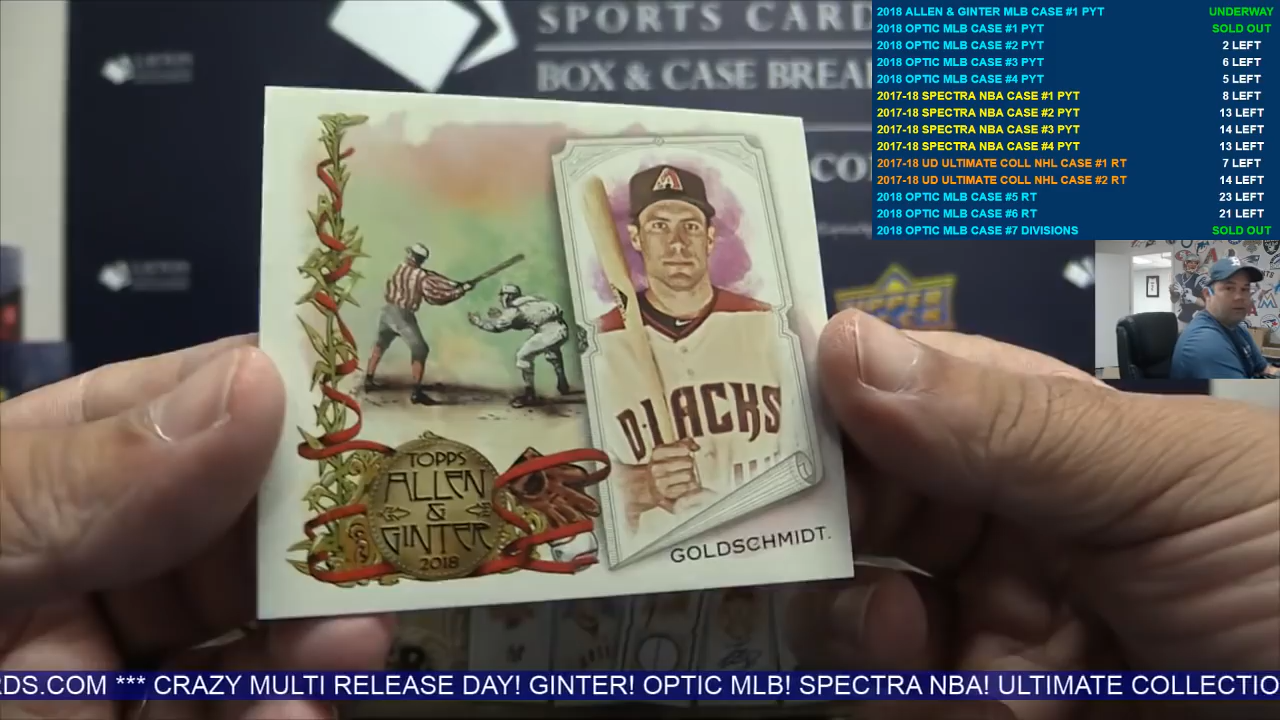 SPORTS CARD
BOX & CASE BREA
CO
UPPER
A
D·BACKS
TOPPS
ALLEN
&
GINTER
2018
GOLDSCHMIDT.
2018 ALLEN & GINTER MLB CASE #1 PYT UNDERWAY
2018 OPTIC MLB CASE #1 PYT SOLD OUT
2018 OPTIC MLB CASE #2 PYT 2 LEFT
2018 OPTIC MLB CASE #3 PYT 6 LEFT
2018 OPTIC MLB CASE #4 PYT 5 LEFT
2017-18 SPECTRA NBA CASE #1 PYT 8 LEFT
2017-18 SPECTRA NBA CASE #2 PYT 13 LEFT
2017-18 SPECTRA NBA CASE #3 PYT 14 LEFT
2017-18 SPECTRA NBA CASE #4 PYT 13 LEFT
2017-18 UD ULTIMATE COLL NHL CASE #1 RT 7 LEFT
2017-18 UD ULTIMATE COLL NHL CASE #2 RT 14 LEFT
2018 OPTIC MLB CASE #5 RT 23 LEFT
2018 OPTIC MLB CASE #6 RT 21 LEFT
2018 OPTIC MLB CASE #7 DIVISIONS SOLD OUT
RDS.COM *** CRAZY MULTI RELEASE DAY! GINTER! OPTIC MLB! SPECTRA NBA! ULTIMATE COLLECTIO